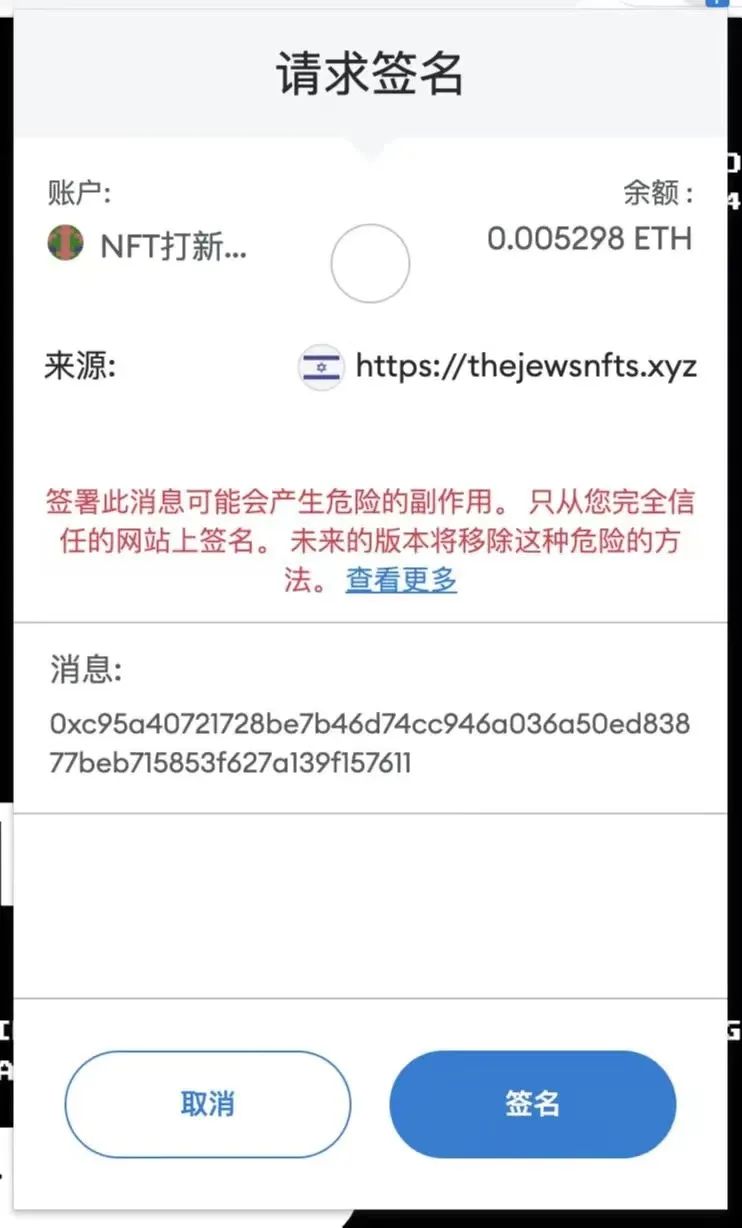 请求签名
账户:
余额 :
NFT打新...
0.005298 ETH
来源:
https://thejewsnfts.xyz
签署此消息可能会产生危险的副作用。 只从您完全信
任的网站上签名。 未来的版本将移除这种危险的方
法。 查看更多
消息:
0xc95a40721728be7b46d74cc946a036a50ed838
77beb715853f627a139f157611
取消
签名